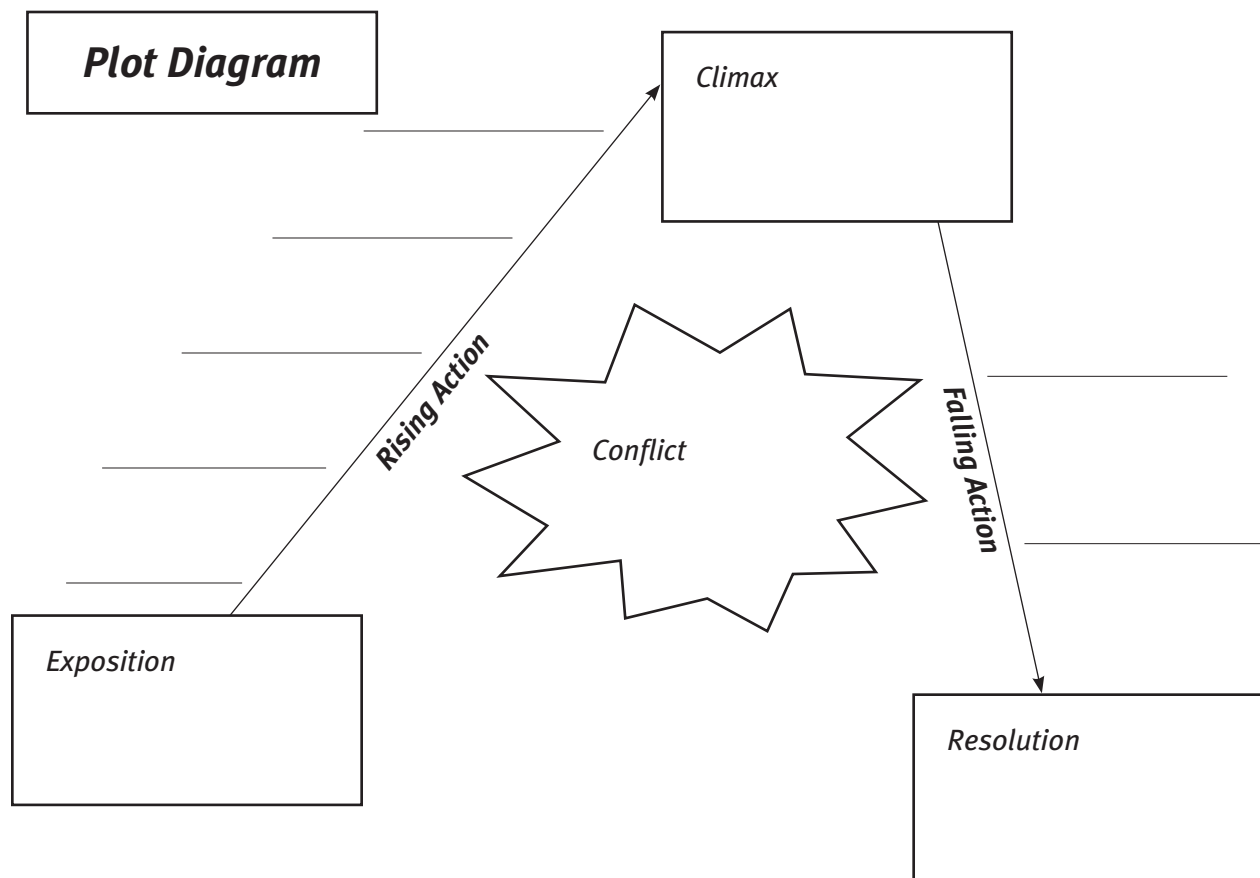 Plot Diagram
Climax
Rising Action
Conflict
Falling Action
Exposition
Resolution